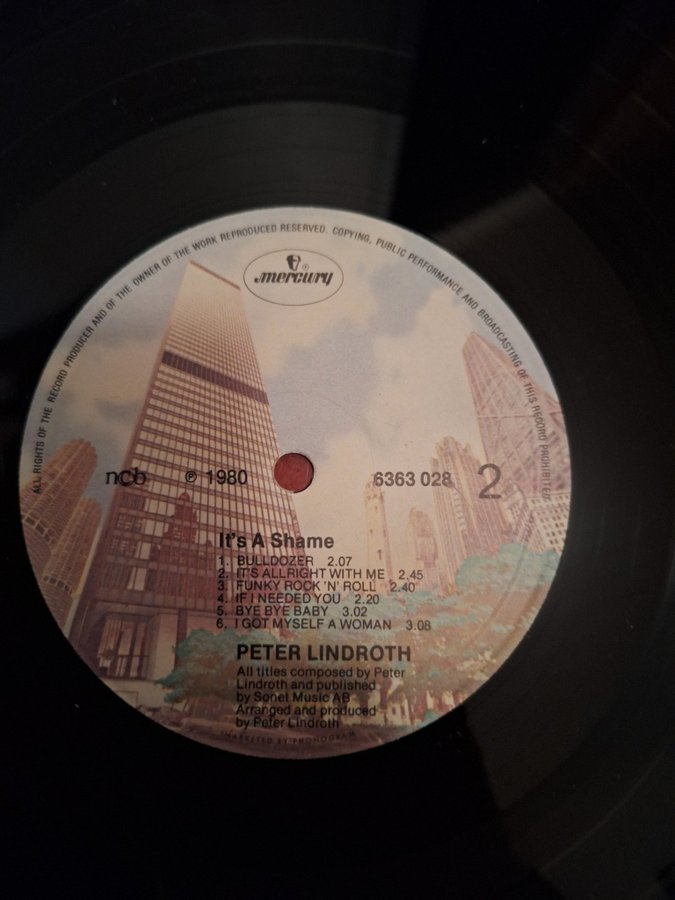 ALL RIGHTS OF THE RECORD PRODUCER AND OF THE OWNER OF THE WORK REPRODUCED RESERVED. COPYING, PUBLIC PERFORMANCE AND BROADCASTING OF THIS RECORD PROHIBITED
mercury
ncb ℗ 1980 6363 028 2
It's A Shame
1. BULLDOZER 2.07
2. IT'S ALLRIGHT WITH ME 2.45
3. FUNKY ROCK 'N' ROLL 2.40
4. IF I NEEDED YOU 2.20
5. BYE BYE BABY 3.02
6. I GOT MYSELF A WOMAN 3.08
PETER LINDROTH
All titles composed by Peter
Lindroth and published
by Sonet Music AB
Arranged and produced
by Peter Lindroth
MARKETED BY PHONOGRAM